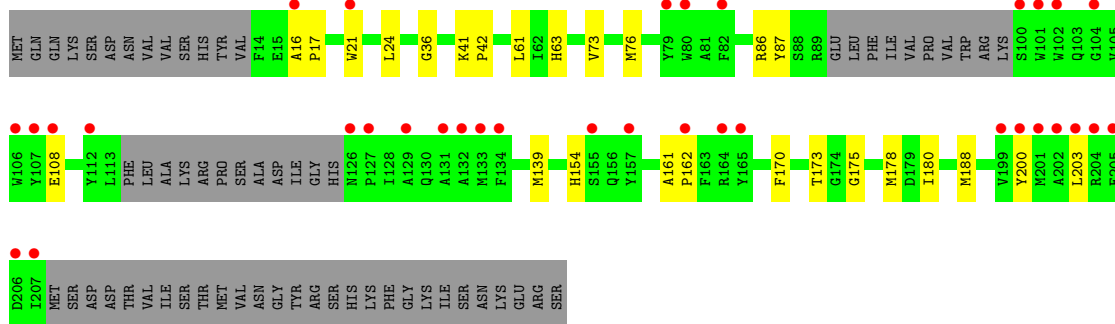 MET GLN GLN LYS SER ASP ASN VAL VAL SER HIS TYR VAL F14 E15 A16 P17 W21 L24 G36 K41 P42 L61 I62 H63 V73 M76 Y79 W80 A81 F82 R86 Y87 S88 R89 GLU LEU PHE ILE VAL PRO VAL TRP ARG LYS S100 W101 W102 Q103 G104 V105
W106 Y107 E108 Y112 L113 PHE LEU ALA LYS ARG PRO SER ALA ASP ILE GLY HIS N126 P127 I128 A129 Q130 A131 A132 M133 F134 M139 H154 S155 Q156 Y157 A161 P162 F163 R164 Y165 F170 T173 G174 G175 M178 D179 I180 M188 V199 Y200 M201 A202 L203 R204
D206 I207 MET SER ASP ASP THR VAL ILE SER THR MET VAL ASN GLY TYR ARG SER HIS LYS PHE GLY LYS ILE SER ASN LYS GLU ARG SER